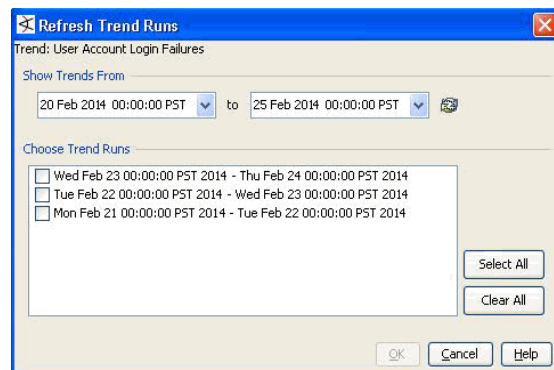 Refresh Trend Runs
Trend: User Account Login Failures
Show Trends From
20 Feb 2014 00:00:00 PST to 25 Feb 2014 00:00:00 PST
Choose Trend Runs
Wed Feb 23 00:00:00 PST 2014 - Thu Feb 24 00:00:00 PST 2014
Tue Feb 22 00:00:00 PST 2014 - Wed Feb 23 00:00:00 PST 2014
Mon Feb 21 00:00:00 PST 2014 - Tue Feb 22 00:00:00 PST 2014
Select All
Clear All
OK Cancel Help